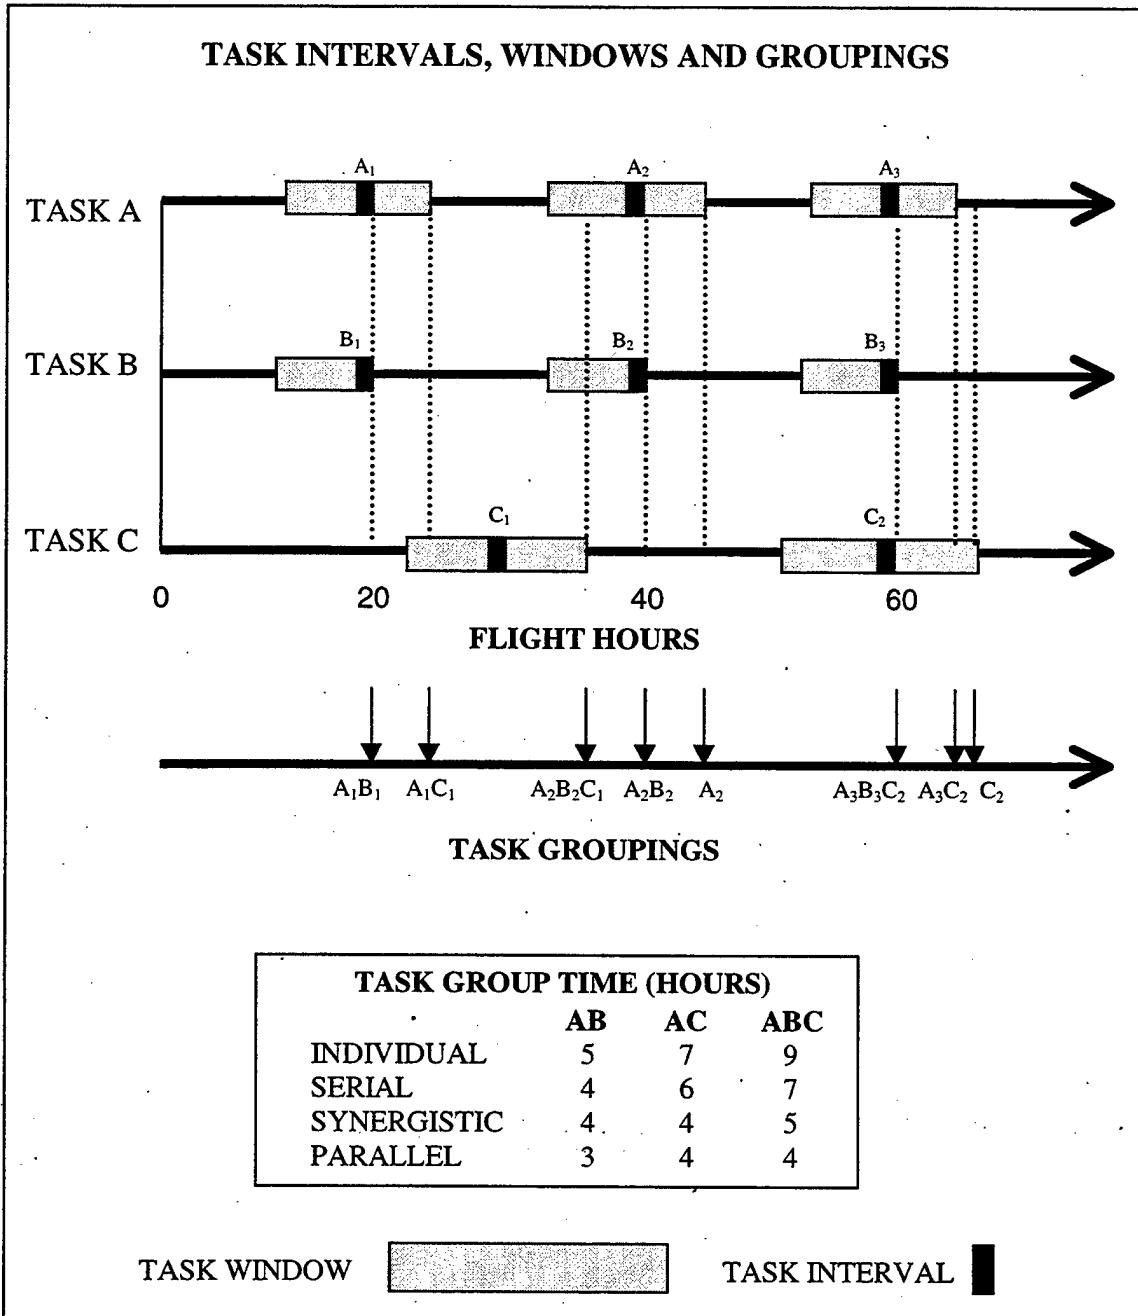 TASK INTERVALS, WINDOWS AND GROUPINGS
A₁ A₂ A₃
TASK A
B₁ B₂ B₃
TASK B
C₁ C₂
TASK C
0 20 40 60
FLIGHT HOURS
A₁B₁ A₁C₁ A₂B₂C₁ A₂B₂ A₂ A₃B₃C₂ A₃C₂ C₂
TASK GROUPINGS
TASK GROUP TIME (HOURS)
AB AC ABC
INDIVIDUAL 5 7 9
SERIAL 4 6 7
SYNERGISTIC 4 4 5
PARALLEL 3 4 4
TASK WINDOW TASK INTERVAL